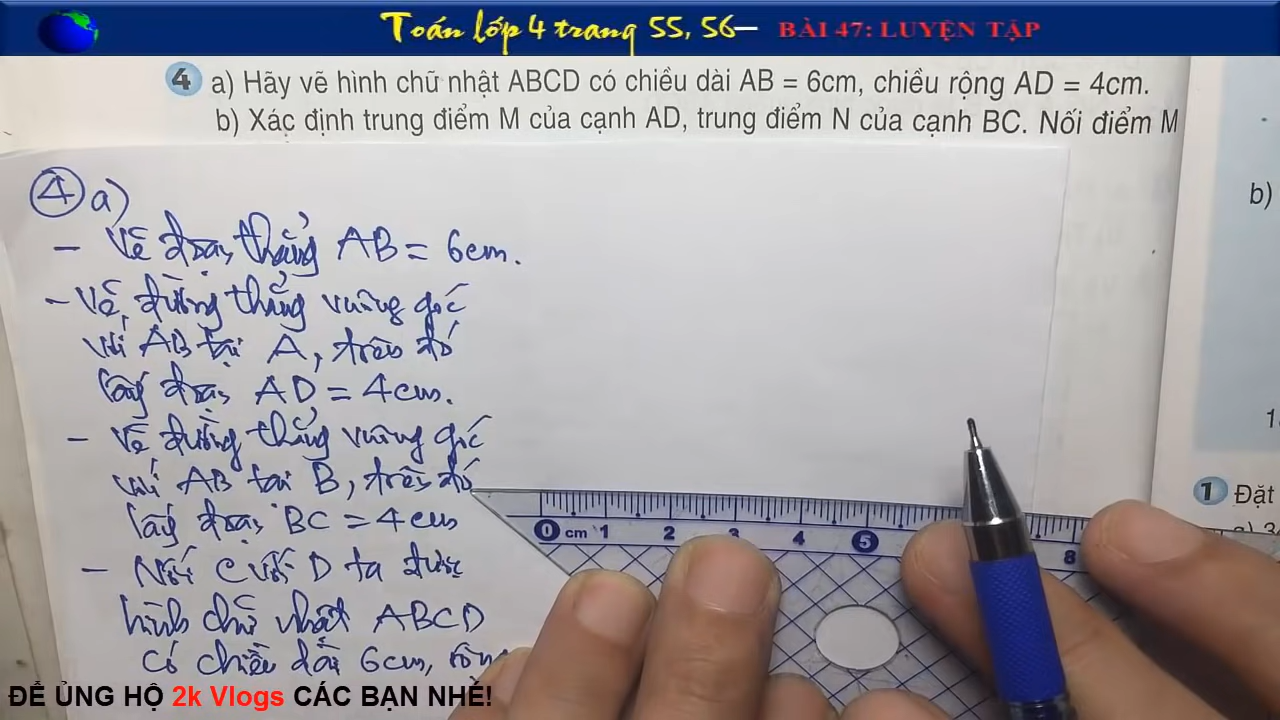 Toán lớp 4 trang 55, 56— BÀI 47: LUYỆN TẬP
4 a) Hãy vẽ hình chữ nhật ABCD có chiều dài AB = 6cm, chiều rộng AD = 4cm.
b) Xác định trung điểm M của cạnh AD, trung điểm N của cạnh BC. Nối điểm M
4 a)
- Vẽ đoạn thẳng AB = 6cm.
- Vẽ đường thẳng vuông góc
với AB tại A, trên đó
lấy đoạn AD = 4cm.
- Vẽ đường thẳng vuông góc
với AB tại B, trên đó
lấy đoạn BC = 4cm
- Nối C với D ta được
hình chữ nhật ABCD
có chiều dài 6cm, rộng
b)
1 Đặt
0 cm 1 2 3 4 5 8
ĐỂ ỦNG HỘ 2k Vlogs CÁC BẠN NHÉ!